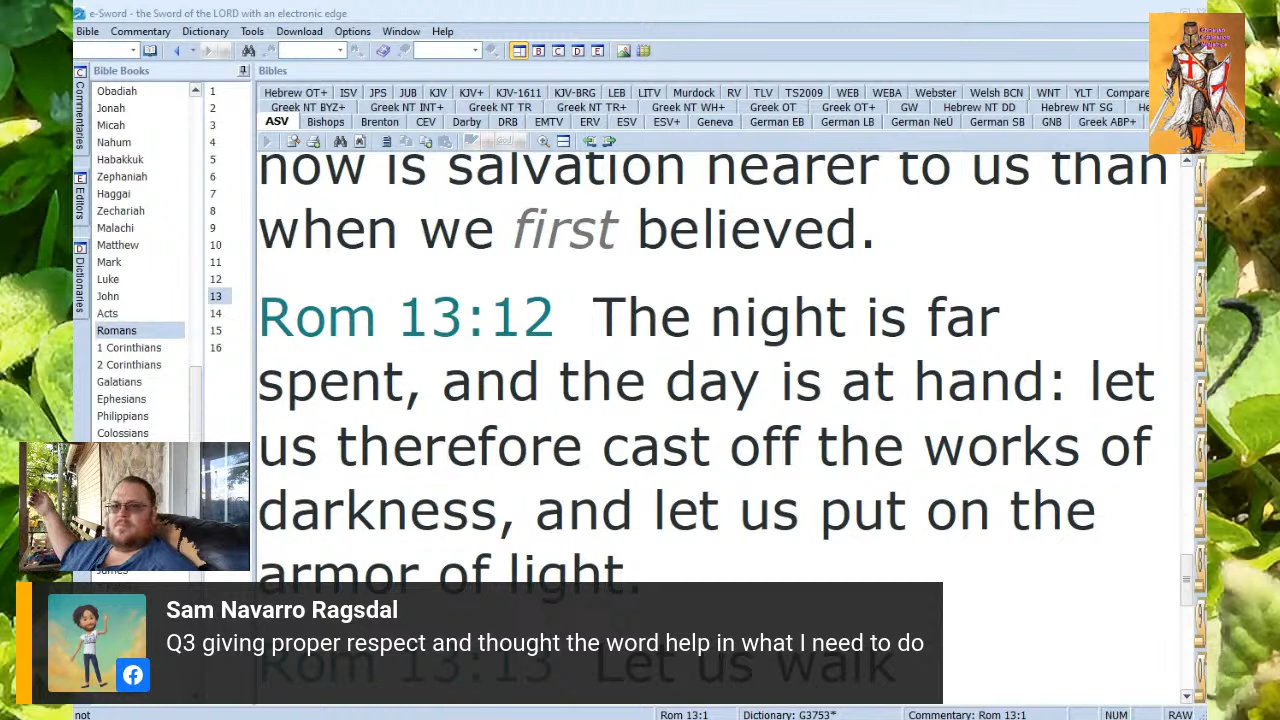 e-Sword - the Sword of the LORD with an electronic edge
Bible Commentary Dictionary Tools Download Options Window Help
Bible Books
Bibles
Commentaries
Editors
Dictionaries
Obadiah
Jonah
Micah
Nahum
Habakkuk
Zephaniah
Haggai
Zechariah
Malachi
Matthew
Mark
Luke
John
Acts
Romans
1 Corinthians
2 Corinthians
Galatians
Ephesians
Philippians
Colossians
1
2
3
4
5
6
7
8
9
10
11
12
13
14
15
16
Hebrew OT+ ISV JPS JUB KJV KJV+ KJV-1611 KJV-BRG LEB LITV Murdock RV TLV TS2009 WEB WEBA Webster Welsh BCN WNT YLT Compare
Greek NT BYZ+ Greek NT INT+ Greek NT TR Greek NT TR+ Greek NT WH+ Greek OT Greek OT+ GW Hebrew NT DD Hebrew NT SG He
ASV Bishops Brenton CEV Darby DNB EMTV ERV ESV ESV+ Geneva German EB German LB German NeÜ German SB GNB Greek ABP+
now is salvation nearer to us than
when we first believed.
Rom 13:12 The night is far
spent, and the day is at hand: let
us therefore cast off the works of
darkness, and let us put on the
armor of light.
Rom 13:13 Let us walk
Sam Navarro Ragsdal
Q3 giving proper respect and thought the word help in what I need to do
not Rom 13:1 Dictionary: G3753* Commentary: Rom 13:1 NUM RAW